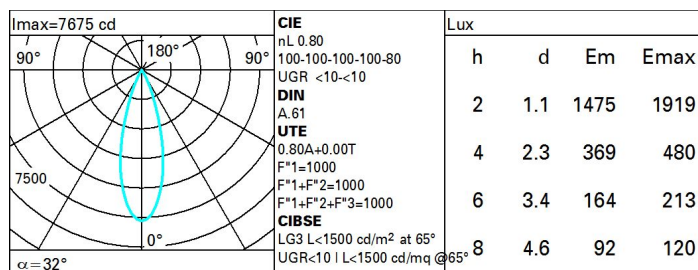 Imax=7675 cd
90° 180° 90°
7500
0°
α=32°
CIE
nL 0.80
100-100-100-100-80
UGR <10-<10
DIN
A.61
UTE
0.80A+0.00T
F"1=1000
F"1+F"2=1000
F"1+F"2+F"3=1000
CIBSE
LG3 L<1500 cd/m² at 65°
UGR<10 | L<1500 cd/mq @65°
Lux
h d Em Emax
2 1.1 1475 1919
4 2.3 369 480
6 3.4 164 213
8 4.6 92 120